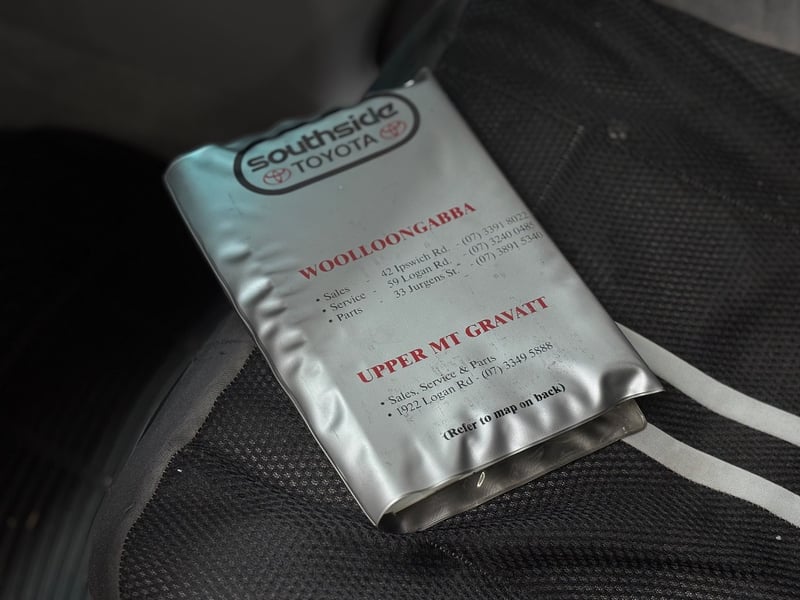 Southside
TOYOTA
WOOLLOONGABBA
• Sales - 42 Ipswich Rd. - (07) 3391 8022
• Service - 59 Logan Rd. - (07) 3240 0485
• Parts - 33 Jurgens St. - (07) 3891 5340
UPPER MT GRAVATT
• Sales, Service & Parts
• 1922 Logan Rd - (07) 3349 5888
(Refer to map on back)